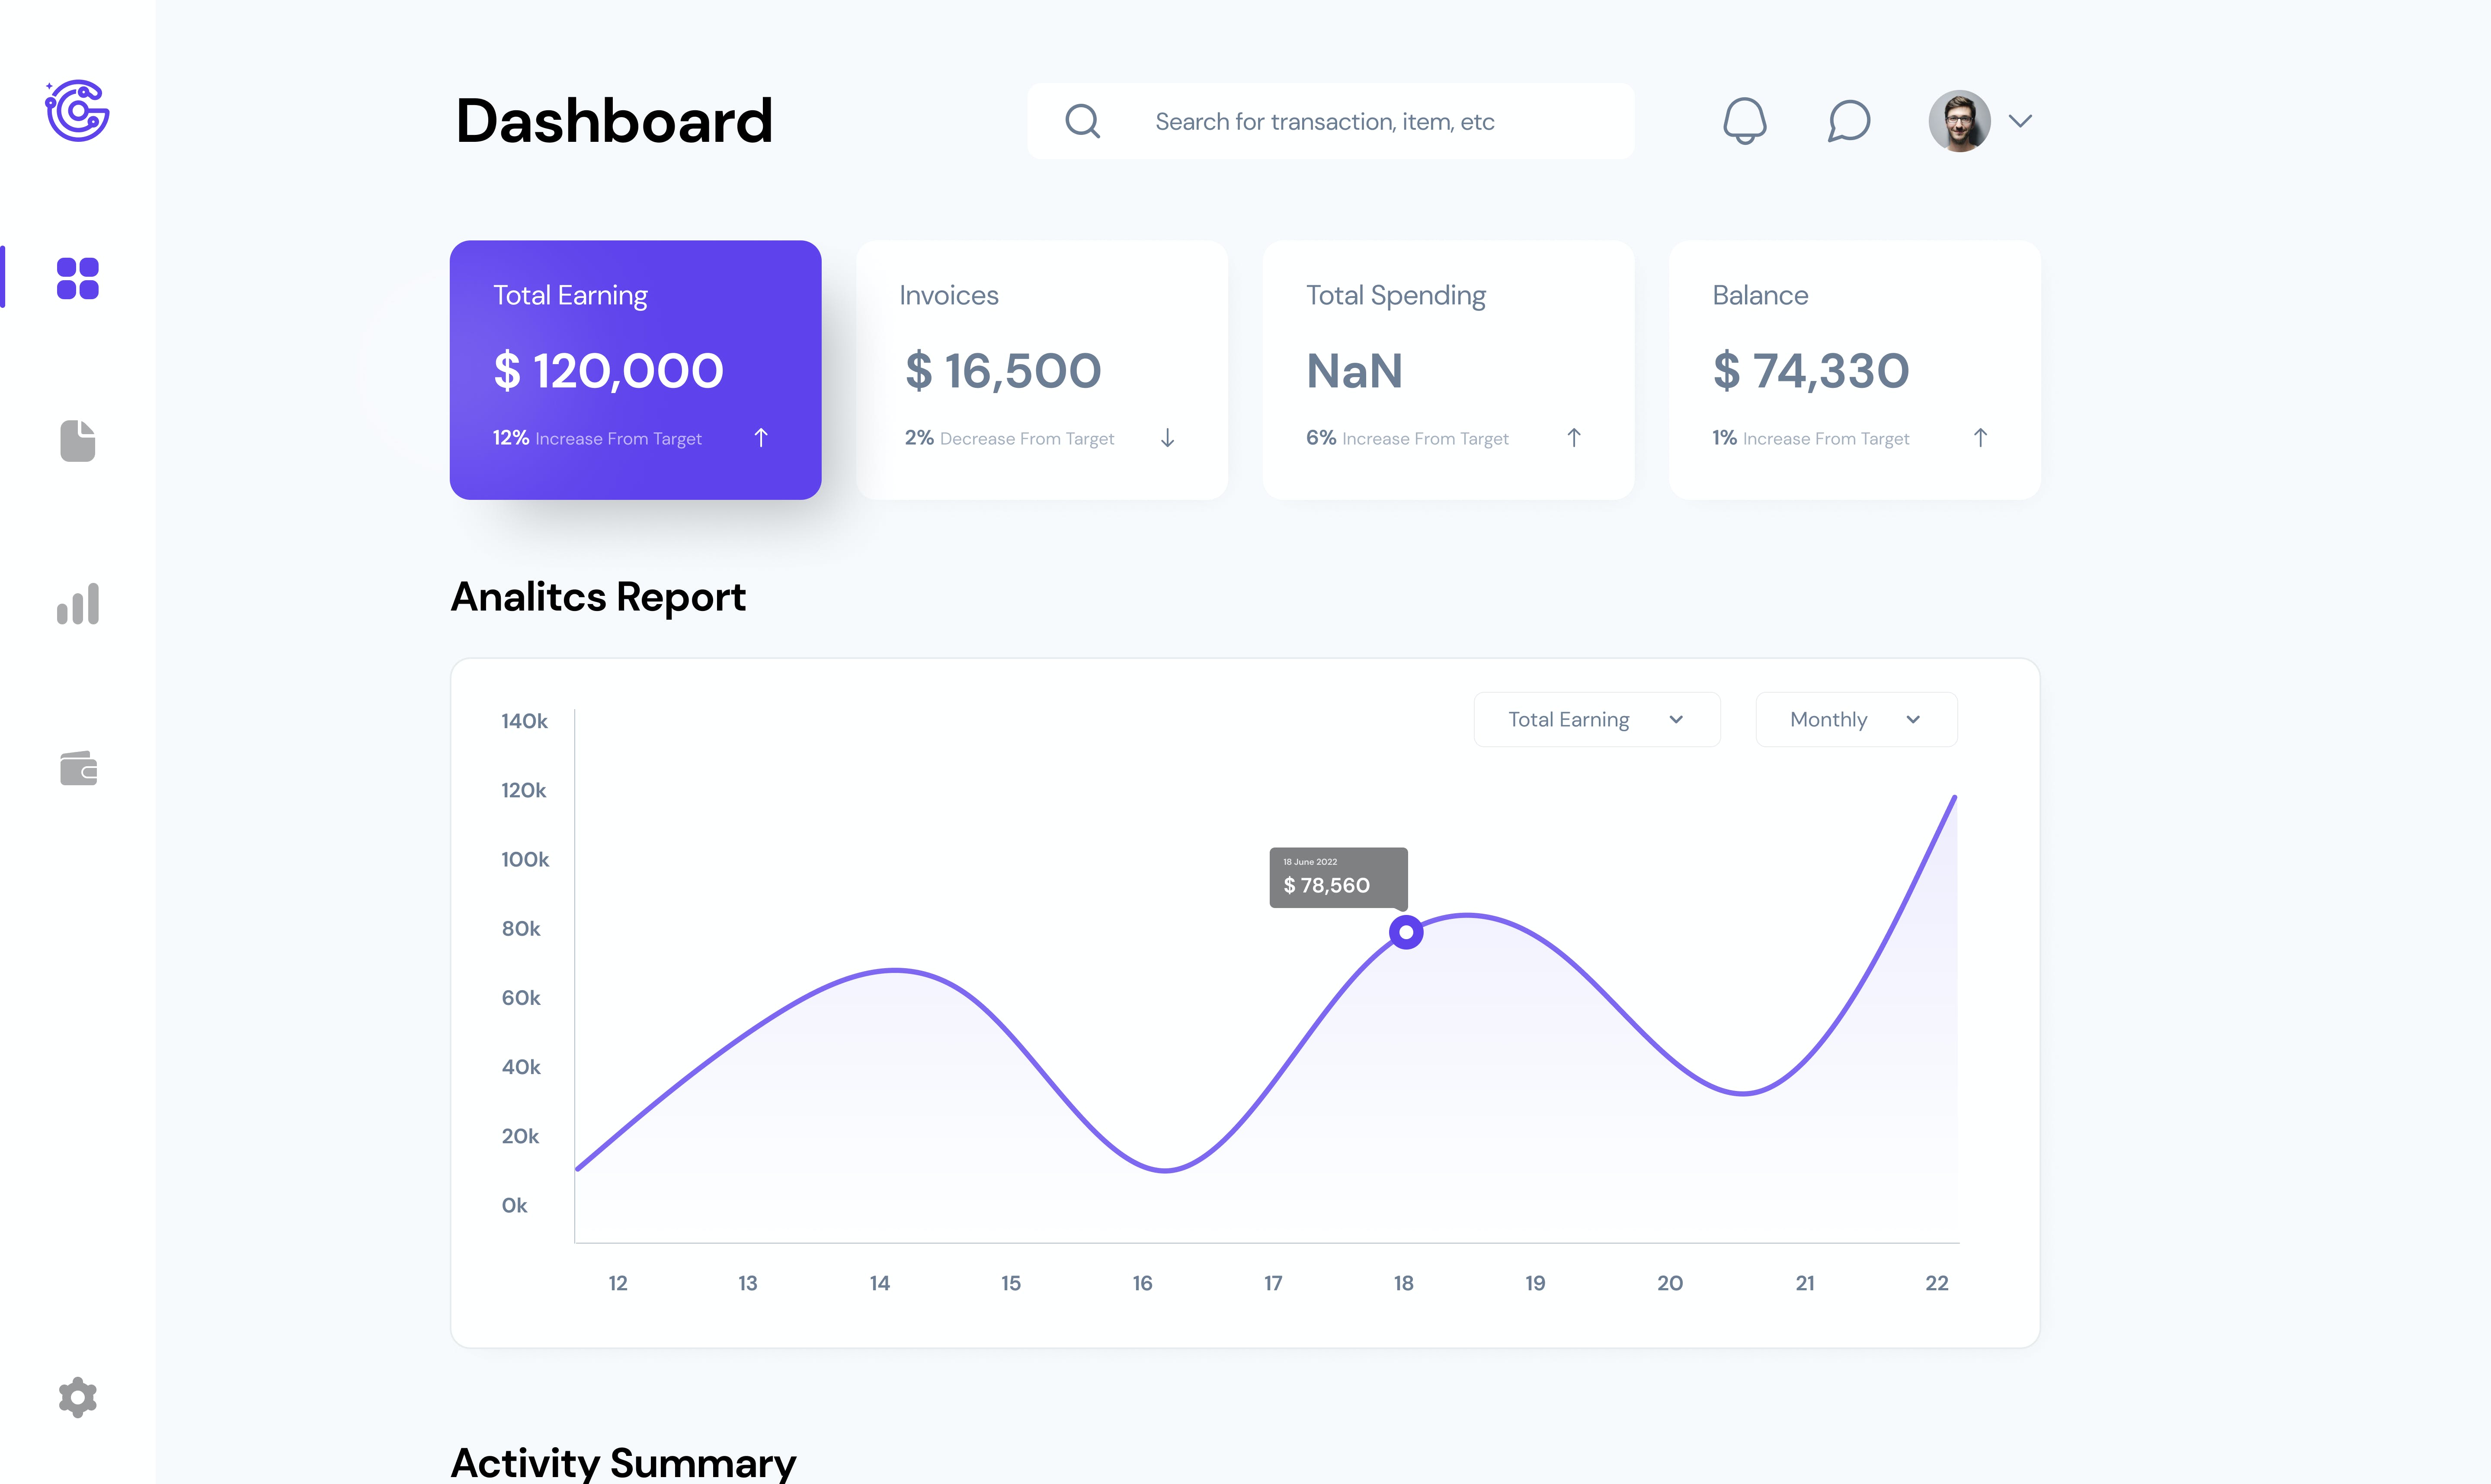 Dashboard
Search for transaction, item, etc
Total Earning
$ 120,000
12% Increase From Target
Invoices
$ 16,500
2% Decrease From Target
Total Spending
NaN
6% Increase From Target
Balance
$ 74,330
1% Increase From Target
Analitcs Report
Total Earning
Monthly
140k
120k
100k
80k
60k
40k
20k
0k
18 June 2022
$ 78,560
12 13 14 15 16 17 18 19 20 21 22
Activity Summary